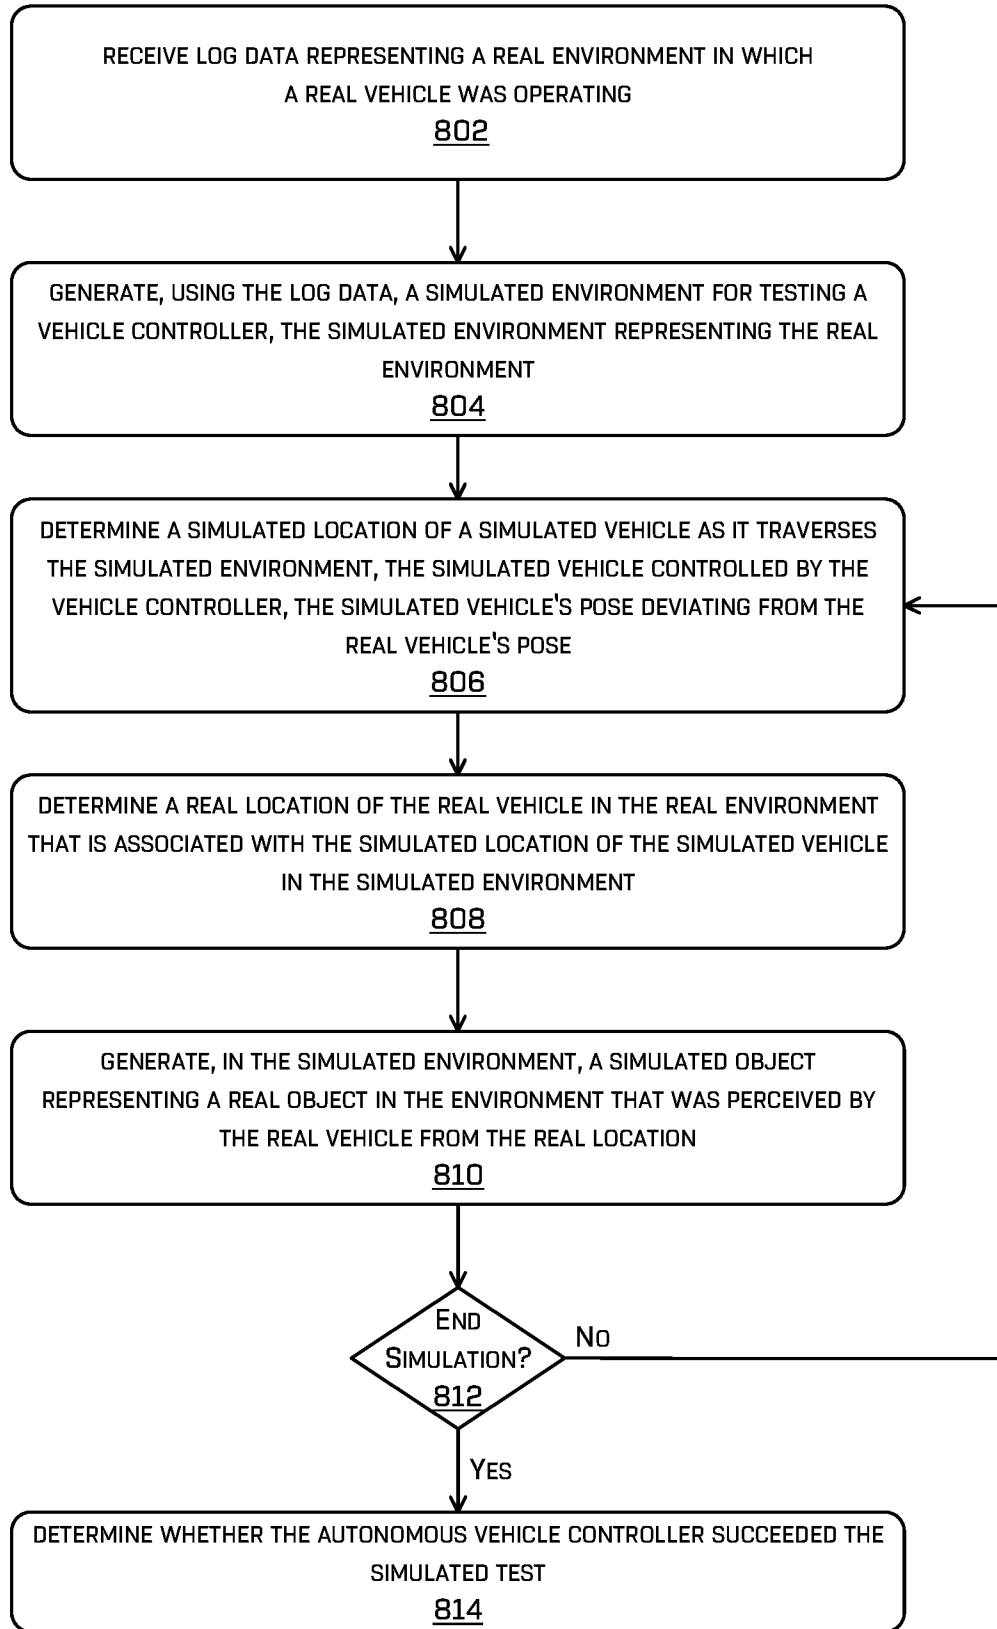 RECEIVE LOG DATA REPRESENTING A REAL ENVIRONMENT IN WHICH
A REAL VEHICLE WAS OPERATING
802
GENERATE, USING THE LOG DATA, A SIMULATED ENVIRONMENT FOR TESTING A
VEHICLE CONTROLLER, THE SIMULATED ENVIRONMENT REPRESENTING THE REAL
ENVIRONMENT
804
DETERMINE A SIMULATED LOCATION OF A SIMULATED VEHICLE AS IT TRAVERSES
THE SIMULATED ENVIRONMENT, THE SIMULATED VEHICLE CONTROLLED BY THE
VEHICLE CONTROLLER, THE SIMULATED VEHICLE'S POSE DEVIATING FROM THE
REAL VEHICLE'S POSE
806
DETERMINE A REAL LOCATION OF THE REAL VEHICLE IN THE REAL ENVIRONMENT
THAT IS ASSOCIATED WITH THE SIMULATED LOCATION OF THE SIMULATED VEHICLE
IN THE SIMULATED ENVIRONMENT
808
GENERATE, IN THE SIMULATED ENVIRONMENT, A SIMULATED OBJECT
REPRESENTING A REAL OBJECT IN THE ENVIRONMENT THAT WAS PERCEIVED BY
THE REAL VEHICLE FROM THE REAL LOCATION
810
END
SIMULATION?
812
NO
YES
DETERMINE WHETHER THE AUTONOMOUS VEHICLE CONTROLLER SUCCEEDED THE
SIMULATED TEST
814